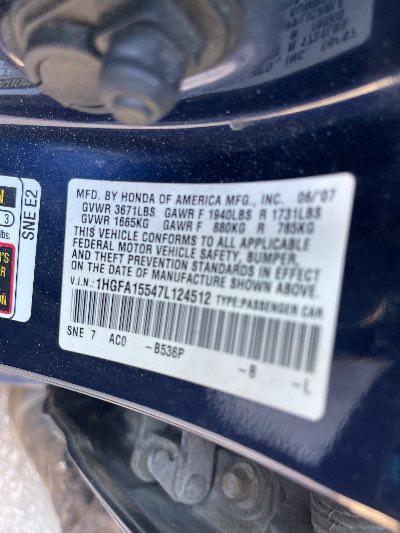 MFD. BY HONDA OF AMERICA MFG., INC. 06/07
GVWR 3671LBS GAWR F 1940LBS R 1731LBS
GVWR 1665KG GAWR F 880KG R 785KG
THIS VEHICLE CONFORMS TO ALL APPLICABLE
FEDERAL MOTOR VEHICLE SAFETY, BUMPER,
AND THEFT PREVENTION STANDARDS IN EFFECT
ON THE DATE OF MANUFACTURE SHOWN ABOVE.
V.I.N.: 1HGFA15547L124512 TYPE: PASSENGER CAR
SNE 7 AC0 -B536P -B -L
SNE E2
3
lbs.